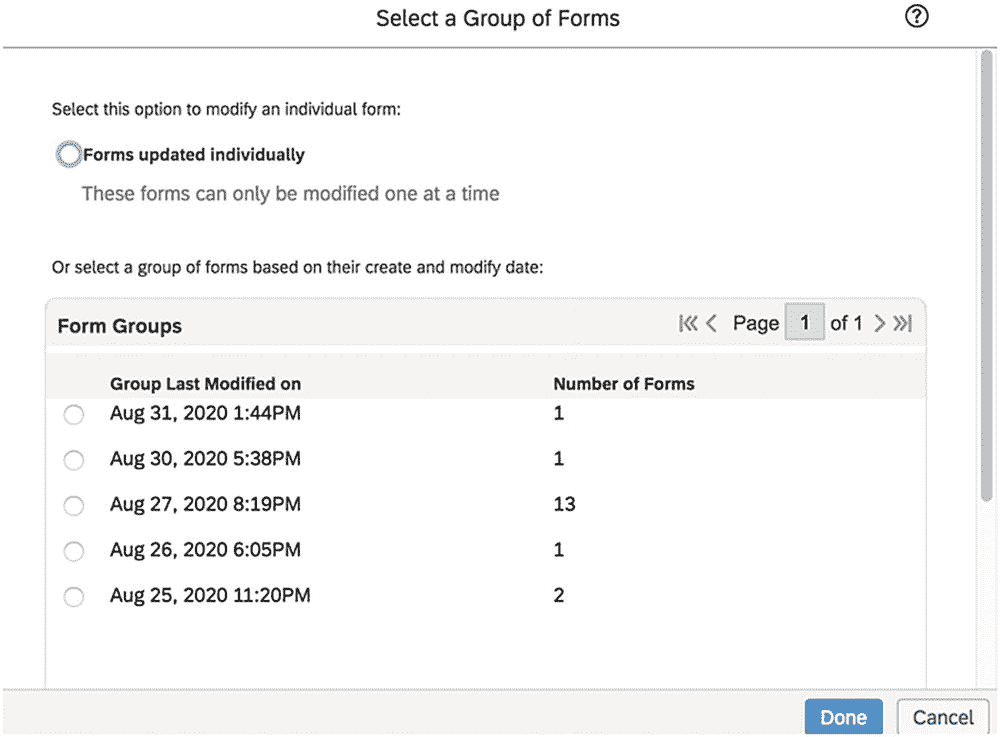 Select a Group of Forms
Select this option to modify an individual form:
Forms updated individually
These forms can only be modified one at a time
Or select a group of forms based on their create and modify date:
Form Groups Page 1 of 1
Group Last Modified on Number of Forms
Aug 31, 2020 1:44PM 1
Aug 30, 2020 5:38PM 1
Aug 27, 2020 8:19PM 13
Aug 26, 2020 6:05PM 1
Aug 25, 2020 11:20PM 2
Done Cancel